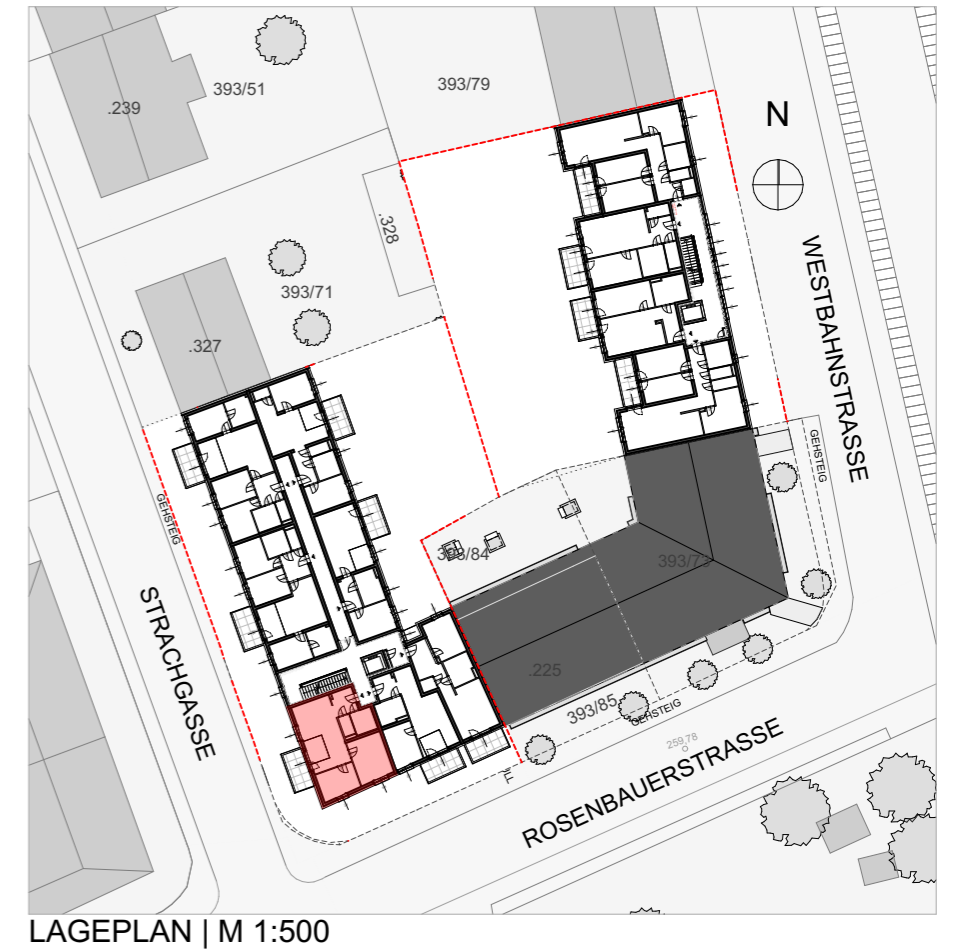 393/79
393/51
.239
N
.328
WESTBAHNSTRASSE
393/71
.327
GEHSTEIG
GEHSTEIG
393/84
393/73
STRACHGASSE
.225
393/85
GEHSTEIG
259,78
ROSENBAUERSTRASSE
LAGEPLAN | M 1:500